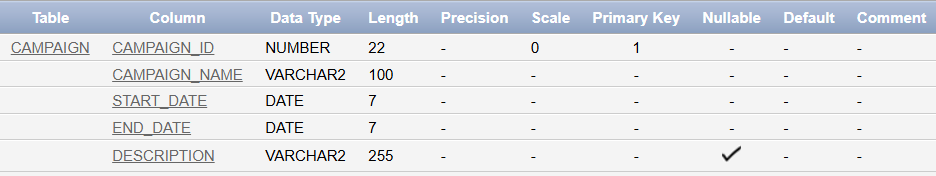 Table Column Data Type Length Precision Scale Primary Key Nullable Default Comment
CAMPAIGN CAMPAIGN_ID NUMBER 22 - 0 1 - - -
CAMPAIGN_NAME VARCHAR2 100 - - - - - -
START_DATE DATE 7 - - - - - -
END_DATE DATE 7 - - - - - -
DESCRIPTION VARCHAR2 255 - - - ✓ - -